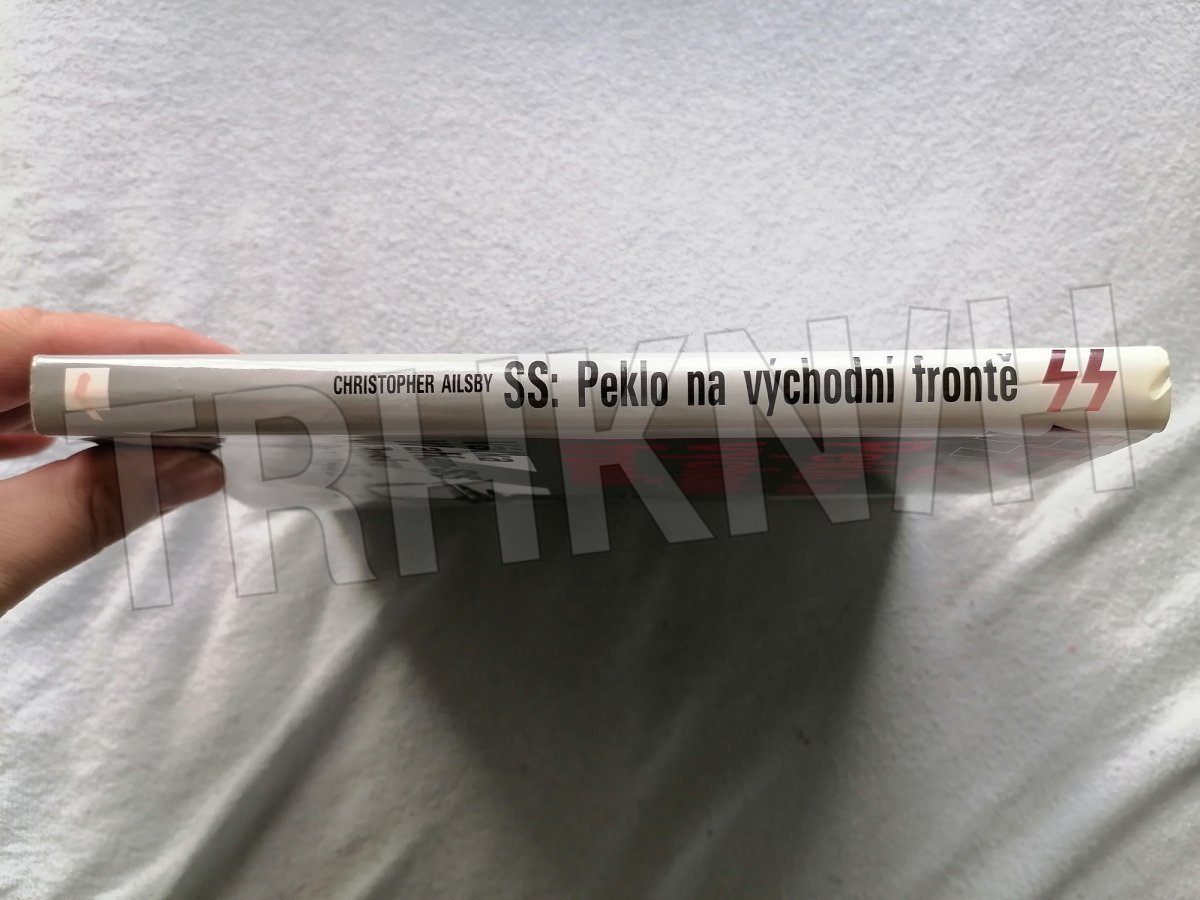 CHRISTOPHER AILSBY SS: Peklo na východní frontě
TRHKNIH